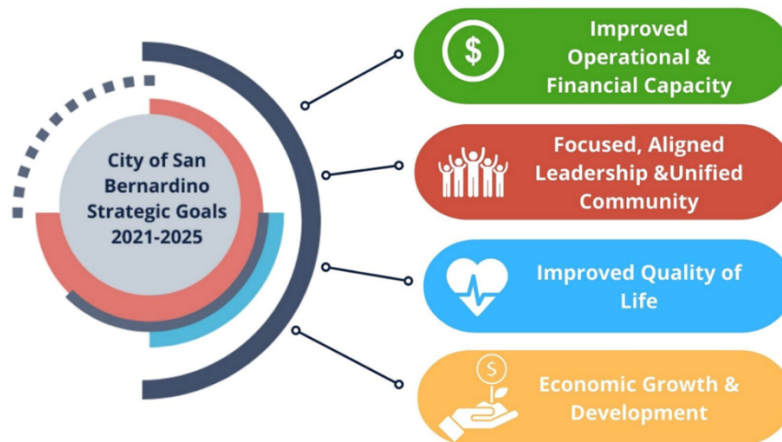 City of San
Bernardino
Strategic Goals
2021-2025
$
Improved
Operational &
Financial Capacity
Focused, Aligned
Leadership &Unified
Community
Improved Quality of
Life
$
Economic Growth &
Development